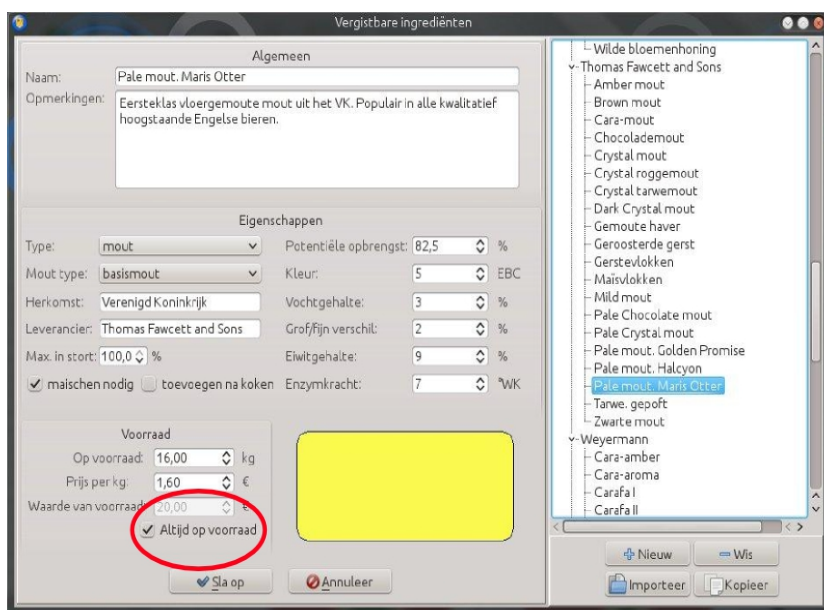 Vergistbare ingrediënten
Algemeen
Naam: Pale mout. Maris Otter
Opmerkingen: Eersteklas vloergemoute mout uit het VK. Populair in alle kwalitatief
hoogstaande Engelse bieren.
Eigenschappen
Type: mout Potentiële opbrengst: 82,5 %
Mout type: basismout Kleur: 5 EBC
Herkomst: Verenigd Koninkrijk Vochtgehalte: 3 %
Leverancier: Thomas Fawcett and Sons Grof/fijn verschil: 2 %
Max. in stort: 100,0 % Eiwitgehalte: 9 %
maischen nodig toevoegen na koken Enzymkracht: 7 °WK
Voorraad
Op voorraad: 16,00 kg
Prijs per kg: 1,60 €
Waarde van voorraad: 20,00 €
Altijd op voorraad
Sla op Annuleer
Wilde bloemenhoning
Thomas Fawcett and Sons
Amber mout
Brown mout
Cara-mout
Chocolademout
Crystal mout
Crystal roggemout
Crystal tarwemout
Dark Crystal mout
Gemoute haver
Geroosterde gerst
Gerstevlokken
Maïsvlokken
Mild mout
Pale Chocolate mout
Pale Crystal mout
Pale mout. Golden Promise
Pale mout. Halcyon
Pale mout. Maris Otter
Tarwe. gepoft
Zwarte mout
Weyermann
Cara-amber
Cara-aroma
Carafa I
Carafa II
Nieuw Wis
Importeer Kopieer